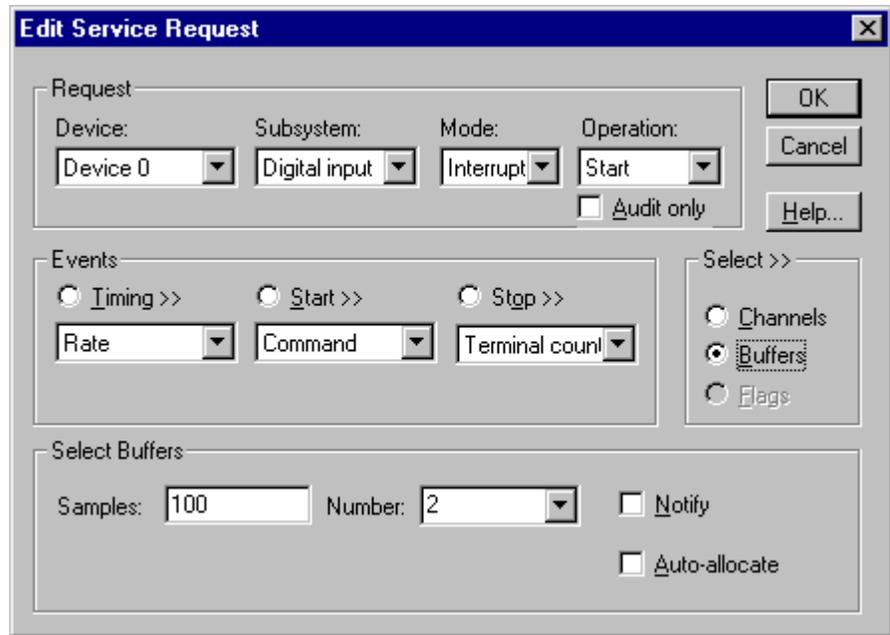 Edit Service Request
Request
OK
Device: Subsystem: Mode: Operation:
Cancel
Device 0 Digital input Interrupt Start
Audit only
Help...
Events
Select >>
Timing >> Start >> Stop >>
Channels
Rate Command Terminal count
Buffers
Flags
Select Buffers
Samples: 100 Number: 2 Notify
Auto-allocate